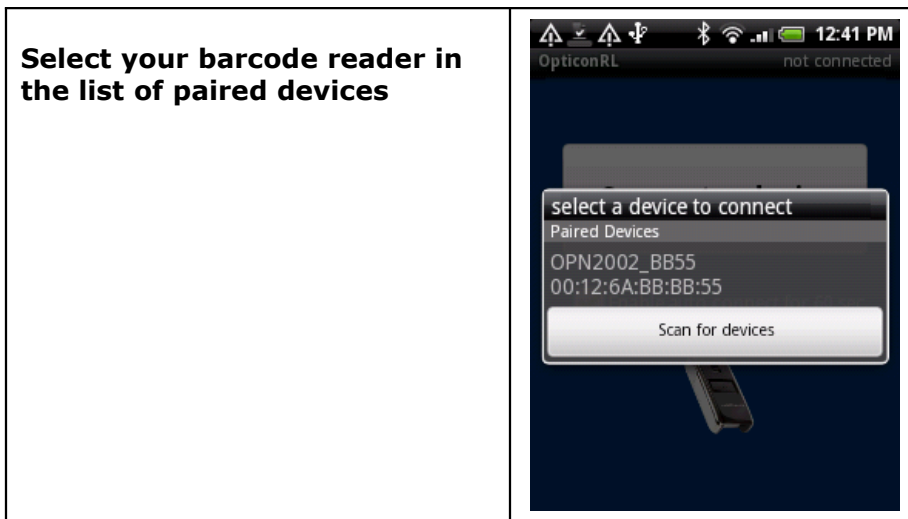 Select your barcode reader in
the list of paired devices
12:41 PM
OpticonRL not connected
select a device to connect
Paired Devices
OPN2002_BB55
00:12:6A:BB:BB:55
Scan for devices